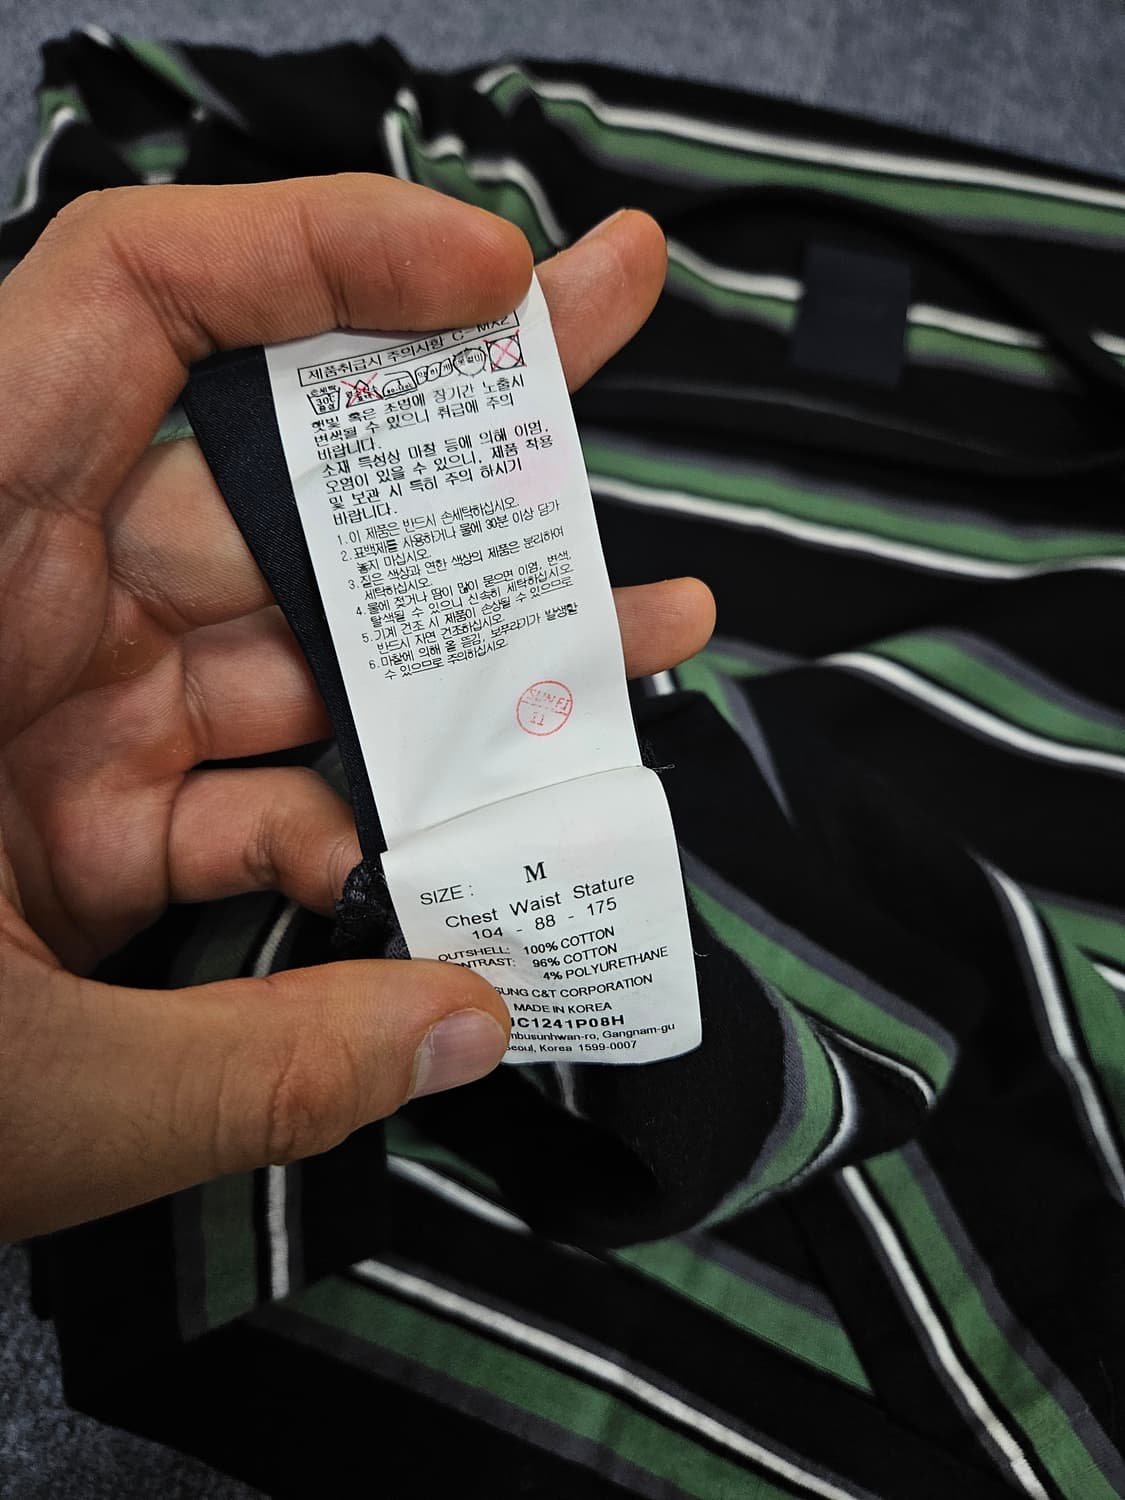 제품취급시 주의사항 C-MX2
손세탁
30℃
중성
햇빛 혹은 조명에 장기간 노출시
변색될 수 있으니 취급에 주의
바랍니다.
소재 특성상 마찰 등에 의해 이염,
오염이 있을 수 있으니, 제품 착용
및 보관 시 특히 주의 하시기
바랍니다.
1. 이 제품은 반드시 손세탁하십시오.
2. 표백제를 사용하거나 물에 30분 이상 담가
놓지 마십시오.
3. 짙은 색상과 연한 색상의 제품은 분리하여
세탁하십시오.
4. 물에 젖거나 땀이 많이 묻으면 이염, 변색,
탈색될 수 있으니 신속히 세탁하십시오.
5. 기계 건조 시 제품이 손상될 수 있으므로
반드시 자연 건조하십시오.
6. 마찰에 의해 올 뜯김, 보푸라기가 발생할
수 있으므로 주의하십시오.
11
SIZE : M
Chest Waist Stature
104 - 88 - 175
OUTSHELL: 100% COTTON
NTRAST: 96% COTTON
4% POLYURETHANE
SUNG C&T CORPORATION
MADE IN KOREA
C1241P08H
mbusunhwan-ro, Gangnam-gu
Seoul, Korea 1599-0007